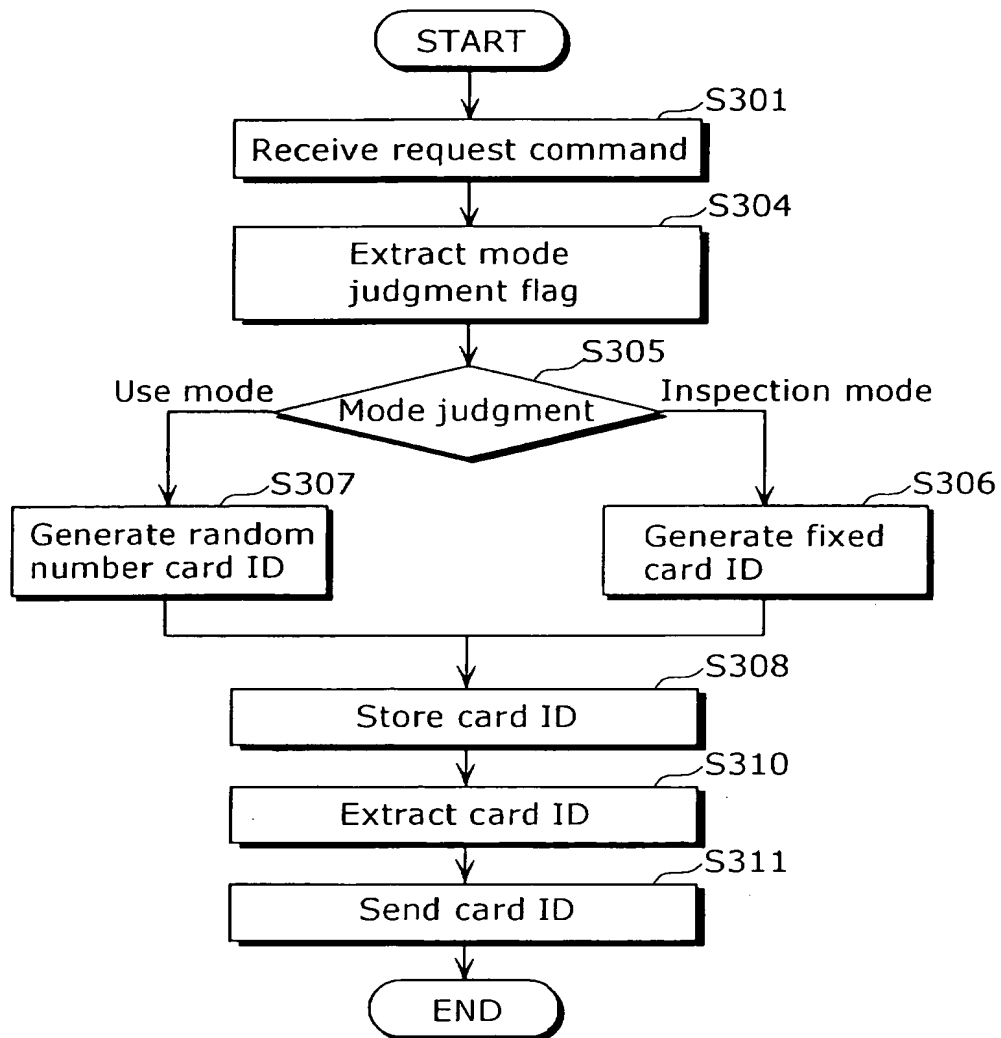 START
S301
Receive request command
S304
Extract mode
judgment flag
S305
Use mode
Mode judgment
Inspection mode
S307
Generate random
number card ID
S306
Generate fixed
card ID
S308
Store card ID
S310
Extract card ID
S311
Send card ID
END